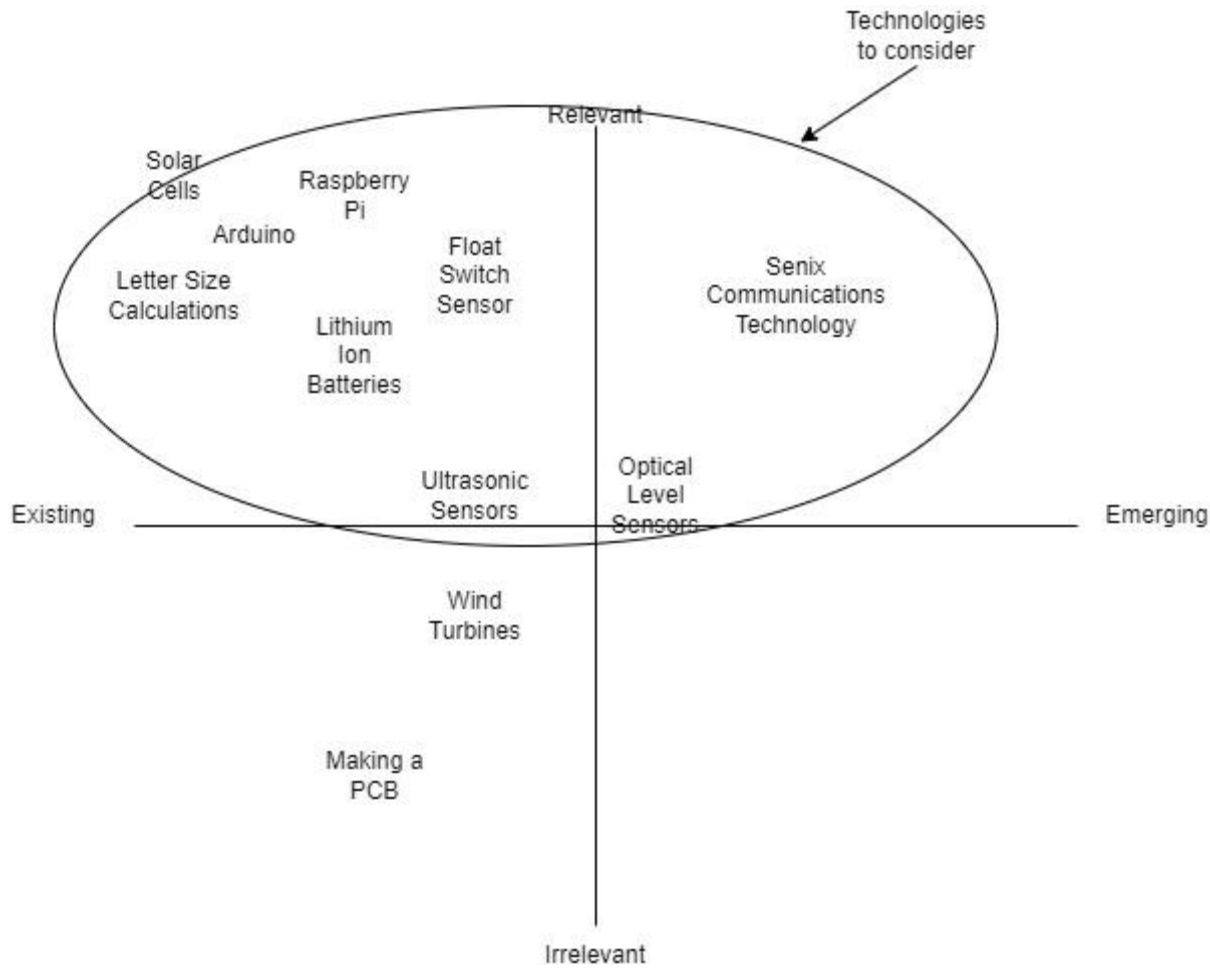 Technologies
to consider
Relevant
Solar
Cells
Raspberry
Pi
Arduino
Float
Switch
Sensor
Letter Size
Calculations
Senix
Communications
Technology
Lithium
Ion
Batteries
Ultrasonic
Sensors
Optical
Level
Sensors
Existing
Emerging
Wind
Turbines
Making a
PCB
Irrelevant